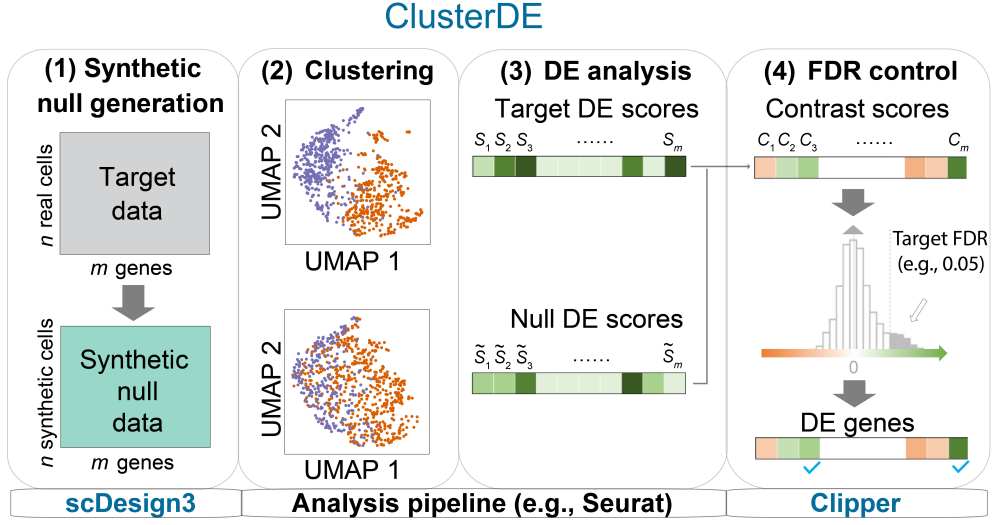 ClusterDE
(1) Synthetic
null generation
n real cells
Target
data
m genes
n synthetic cells
Synthetic
null
data
m genes
(2) Clustering
UMAP 2
UMAP 1
UMAP 2
UMAP 1
(3) DE analysis
Target DE scores
S₁ S₂ S₃ ...... Sₘ
Null DE scores
S̃₁ S̃₂ S̃₃ ...... S̃ₘ
(4) FDR control
Contrast scores
C₁ C₂ C₃ ...... Cₘ
Target FDR
(e.g., 0.05)
0
DE genes
scDesign3
Analysis pipeline (e.g., Seurat)
Clipper